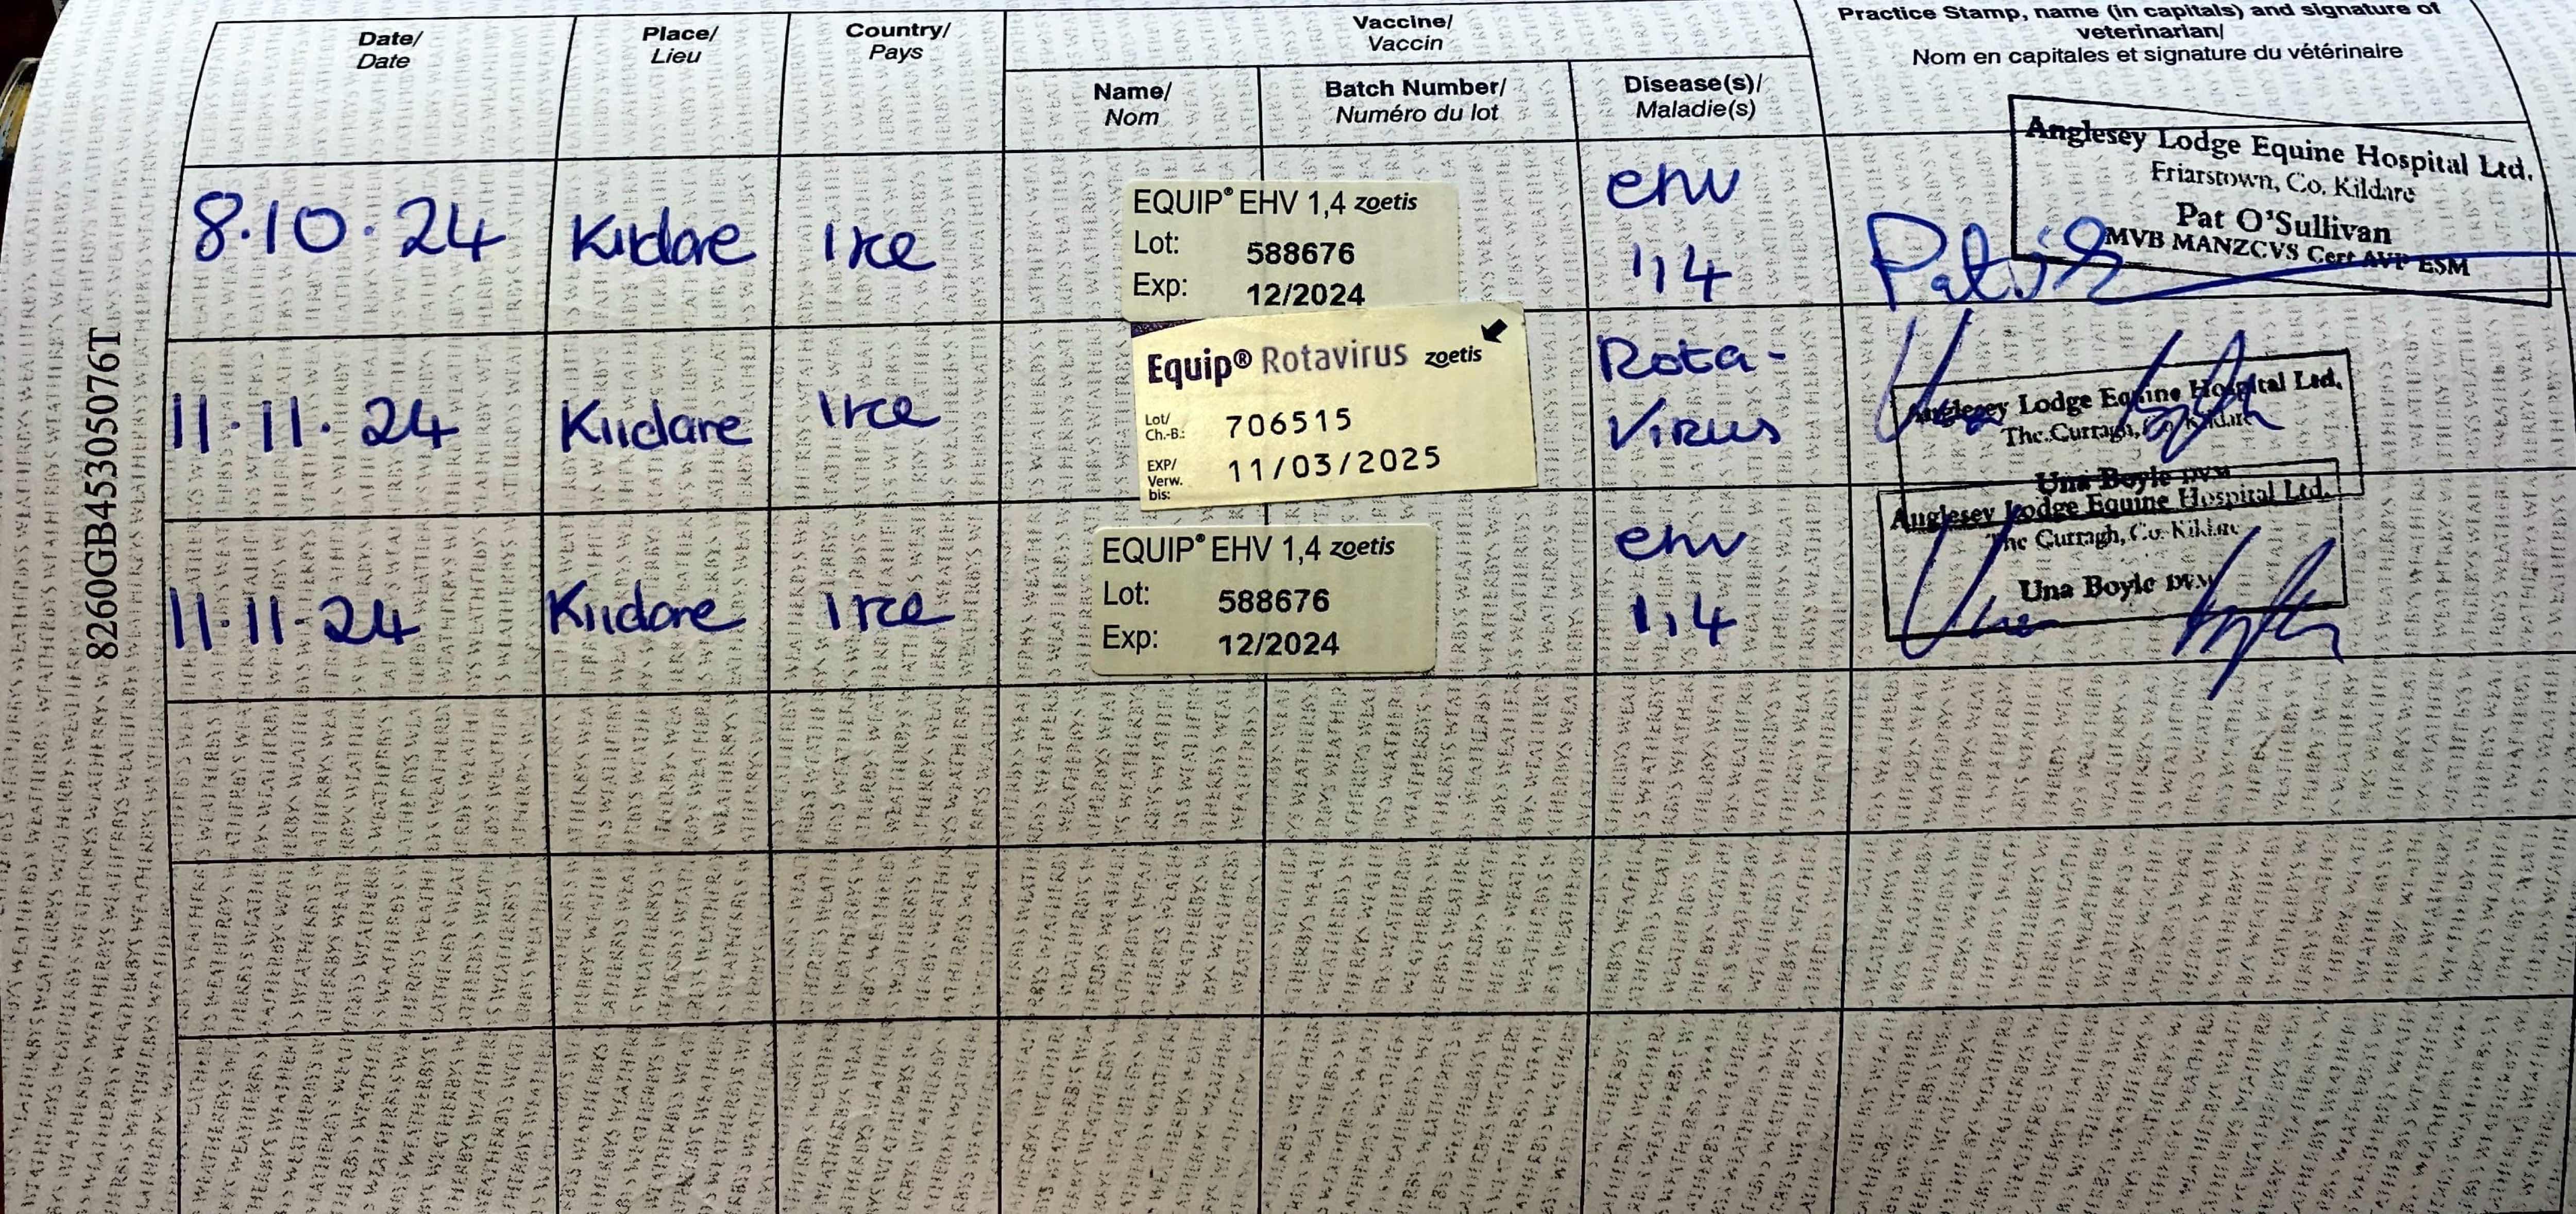 Date/
Date
Place/
Lieu
Country/
Pays
Vaccine/
Vaccin
Name/
Nom
Batch Number/
Numéro du lot
Disease(s)/
Maladie(s)
Practice Stamp, name (in capitals) and signature of
veterinarian/
Nom en capitales et signature du vétérinaire
8.10.24
Kildare
Ire
EQUIP® EHV 1,4 zoetis
Lot: 588676
Exp: 12/2024
ehv
1,4
Anglesey Lodge Equine Hospital Ltd.
Friarstown, Co. Kildare
Pat O'Sullivan
MVB MANZCVS Cert AVP ESM
11.11.24
Kildare
Ire
Equip® Rotavirus zoetis
Lot/
Ch.-B.: 706515
EXP/
Verw.
bis: 11/03/2025
Rota-
Virus
Anglesey Lodge Equine Hospital Ltd.
The Curragh, Co. Kildare
Una Boyle DVM
11.11.24
Kildare
Ire
EQUIP® EHV 1,4 zoetis
Lot: 588676
Exp: 12/2024
ehv
1,4
Anglesey Lodge Equine Hospital Ltd.
The Curragh, Co. Kildare
Una Boyle DVM
8260GB45305076T